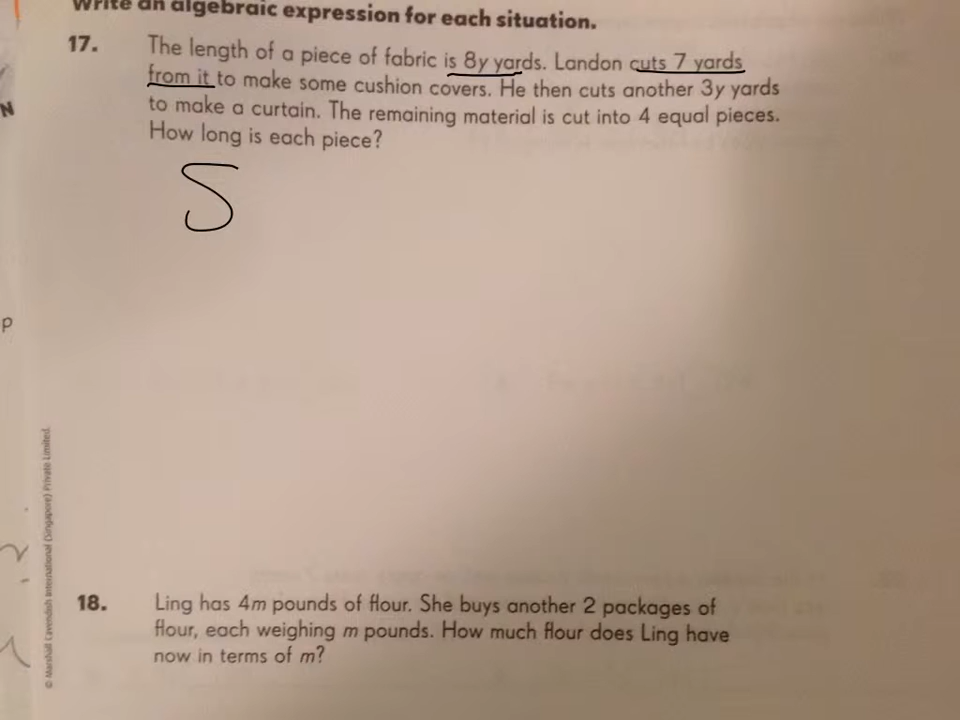 Write an algebraic expression for each situation.
17. The length of a piece of fabric is 8y yards. Landon cuts 7 yards
from it to make some cushion covers. He then cuts another 3y yards
to make a curtain. The remaining material is cut into 4 equal pieces.
How long is each piece?
S
N
P
© Marshall Cavendish International (Singapore) Private Limited.
18. Ling has 4m pounds of flour. She buys another 2 packages of
flour, each weighing m pounds. How much flour does Ling have
now in terms of m?